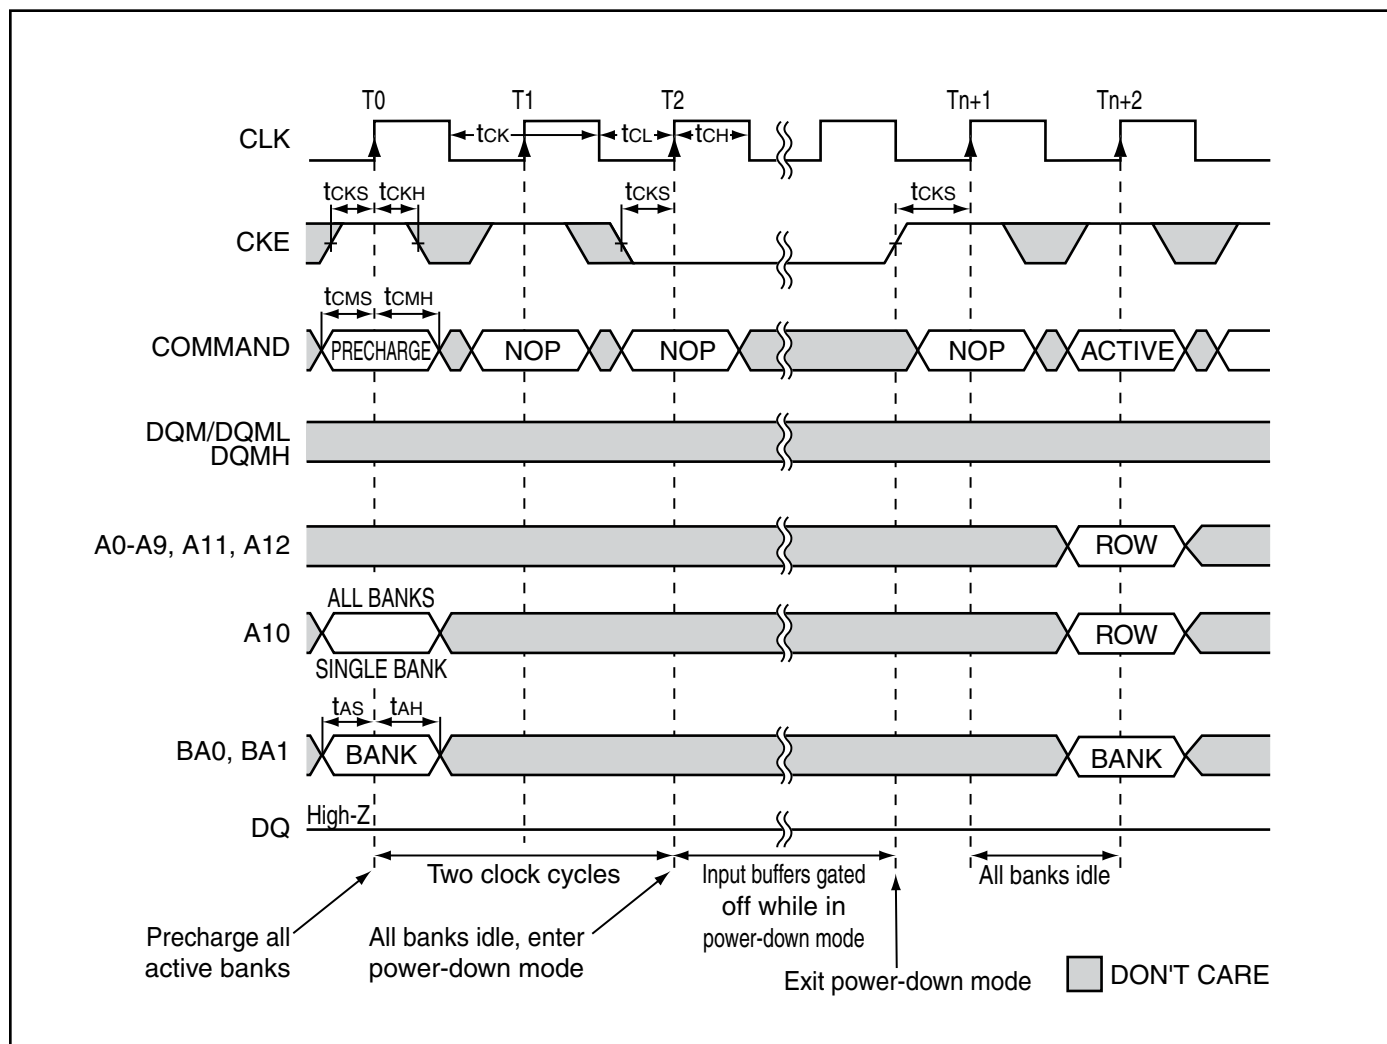 T0 T1 T2 Tn+1 Tn+2
CLK tCK tCL tCH
tCKS tCKH tCKS tCKS
CKE
tCMS tCMH
COMMAND PRECHARGE NOP NOP NOP ACTIVE
DQM/DQML
DQMH
A0-A9, A11, A12 ROW
ALL BANKS
A10 ROW
SINGLE BANK
tAS tAH
BA0, BA1 BANK BANK
High-Z
DQ
Two clock cycles
Input buffers gated
off while in
power-down mode
All banks idle
Precharge all
active banks
All banks idle, enter
power-down mode
Exit power-down mode
DON'T CARE